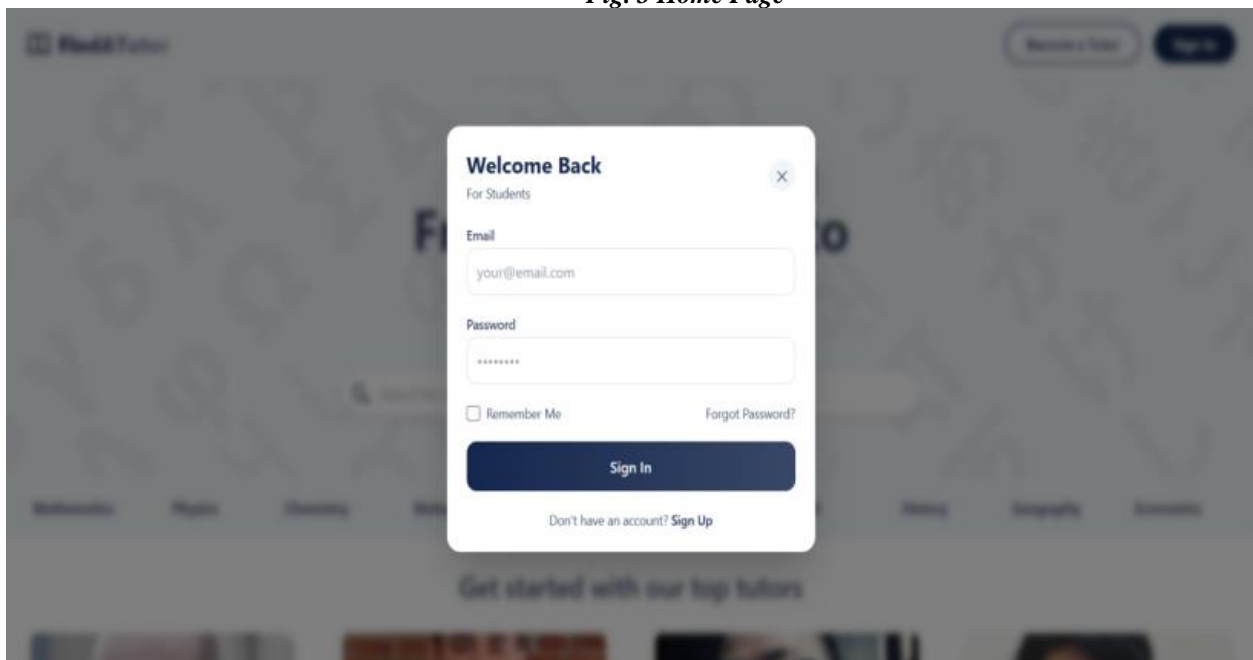 Fig. 3 Home Page
FindATutor
Become a Tutor
Sign In
Welcome Back
For Students
Email
your@email.com
Password
Remember Me
Forgot Password?
Sign In
Don't have an account? Sign Up
Mathematics
Physics
Chemistry
History
Geography
Economics
Get started with our top tutors